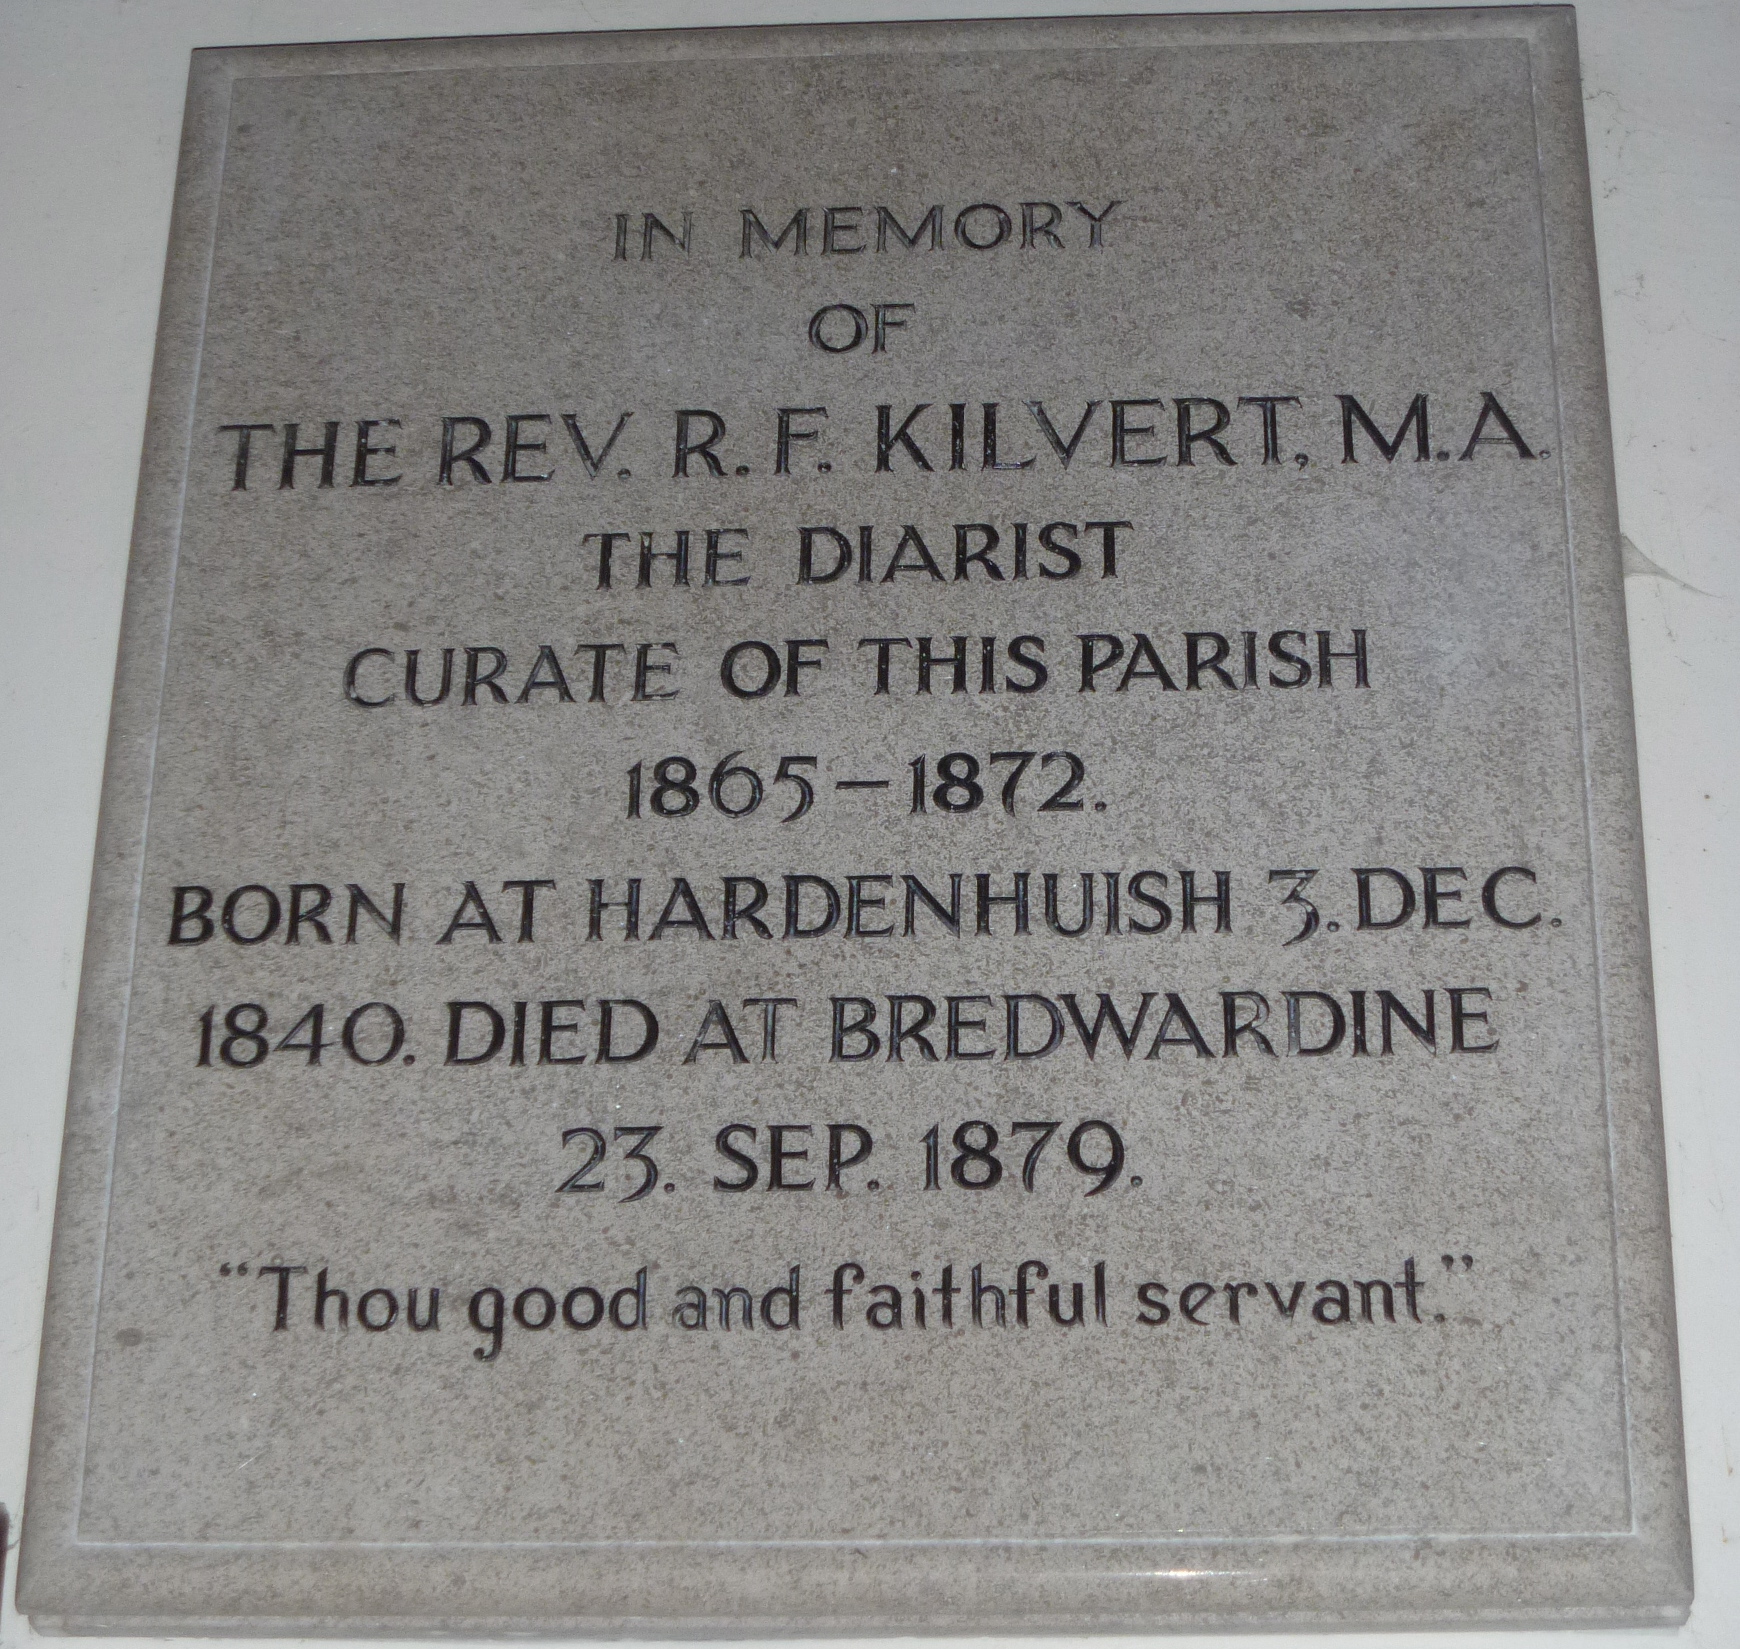 IN MEMORY
OF
THE REV. R. F. KILVERT, M.A.
THE DIARIST
CURATE OF THIS PARISH
1865–1872.
BORN AT HARDENHUISH 3. DEC.
1840. DIED AT BREDWARDINE
23. SEP. 1879.
“Thou good and faithful servant.”